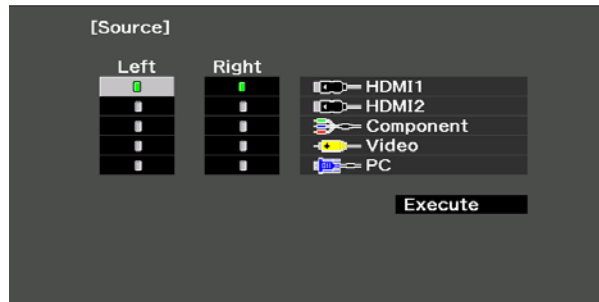 [Source]
Left Right
HDMI1
HDMI2
Component
Video
PC
Execute